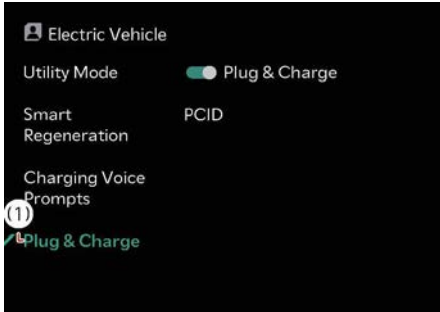 Electric Vehicle
Utility Mode
Plug & Charge
Smart
Regeneration
PCID
Charging Voice
Prompts
(1)
Plug & Charge